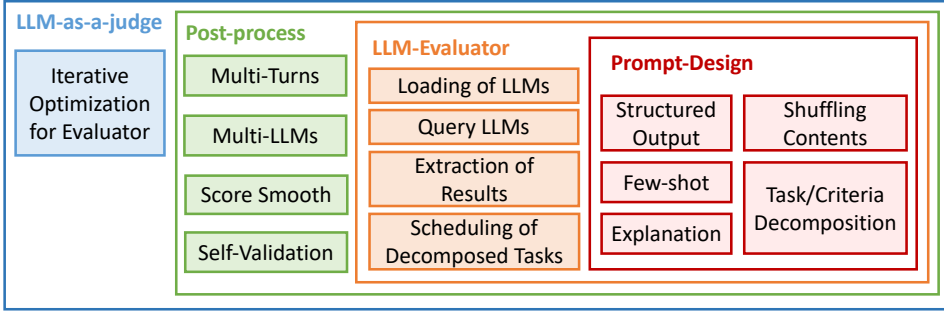 LLM-as-a-judge
Iterative
Optimization
for Evaluator
Post-process
Multi-Turns
Multi-LLMs
Score Smooth
Self-Validation
LLM-Evaluator
Loading of LLMs
Query LLMs
Extraction of
Results
Scheduling of
Decomposed Tasks
Prompt-Design
Structured
Output
Few-shot
Explanation
Shuffling
Contents
Task/Criteria
Decomposition